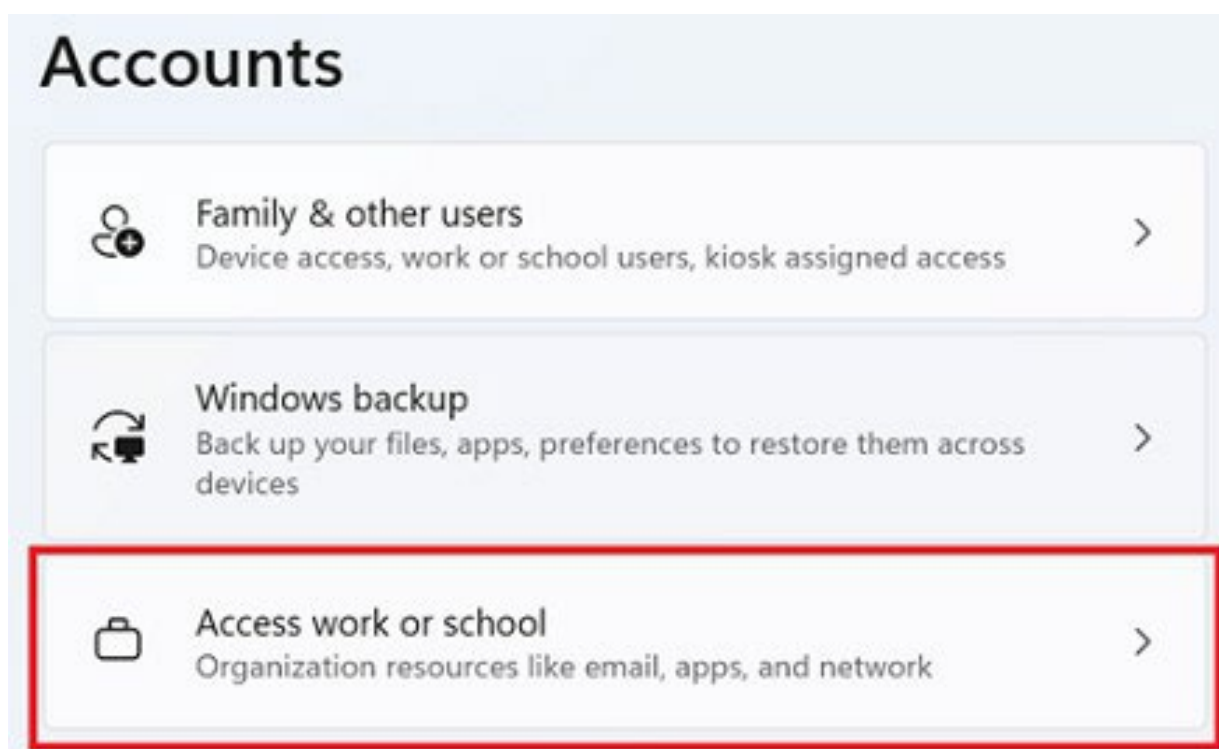 Accounts
Family & other users
Device access, work or school users, kiosk assigned access
Windows backup
Back up your files, apps, preferences to restore them across
devices
Access work or school
Organization resources like email, apps, and network